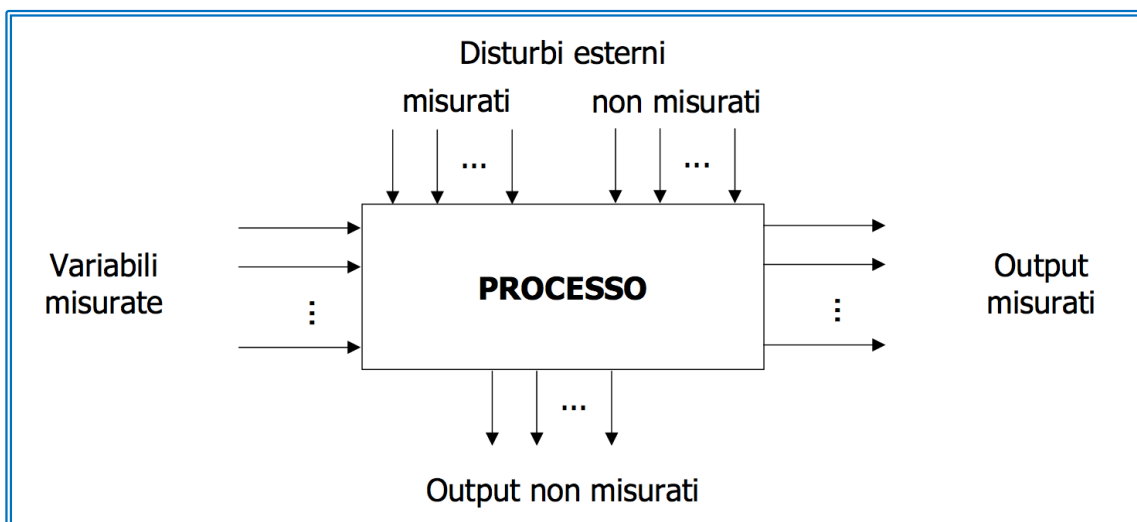 Disturbi esterni
misurati
non misurati
...
...
Variabili
misurate
...
PROCESSO
...
Output
misurati
...
Output non misurati